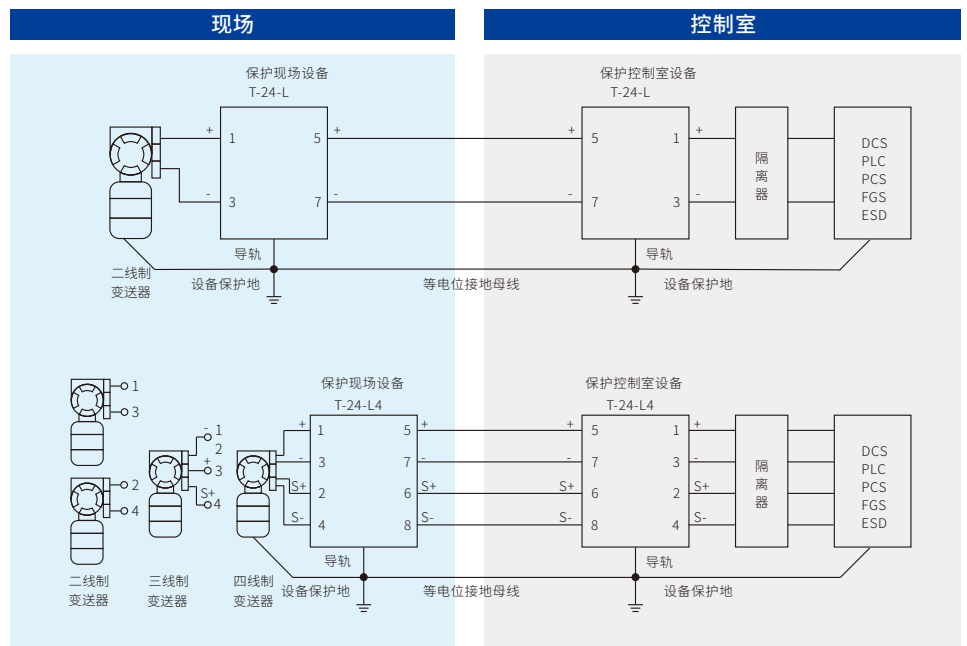 现场
控制室
保护现场设备
T-24-L
保护控制室设备
T-24-L
+ 1 5 +
+ 5 1 +
- 3 7 -
- 7 3 -
隔
离
器
DCS
PLC
PCS
FGS
ESD
导轨
导轨
二线制
变送器
设备保护地
等电位接地母线
设备保护地
保护现场设备
T-24-L4
保护控制室设备
T-24-L4
1
3
2
4
- 1
2
+ 3
S+ 4
+ 1 5 +
- 3 7 -
S+ 2 6 S+
S- 4 8 S-
+ 5 1 +
- 7 3 -
S+ 6 2 S+
S- 8 4 S-
隔
离
器
DCS
PLC
PCS
FGS
ESD
导轨
导轨
二线制
变送器
三线制
变送器
四线制
变送器
设备保护地
等电位接地母线
设备保护地